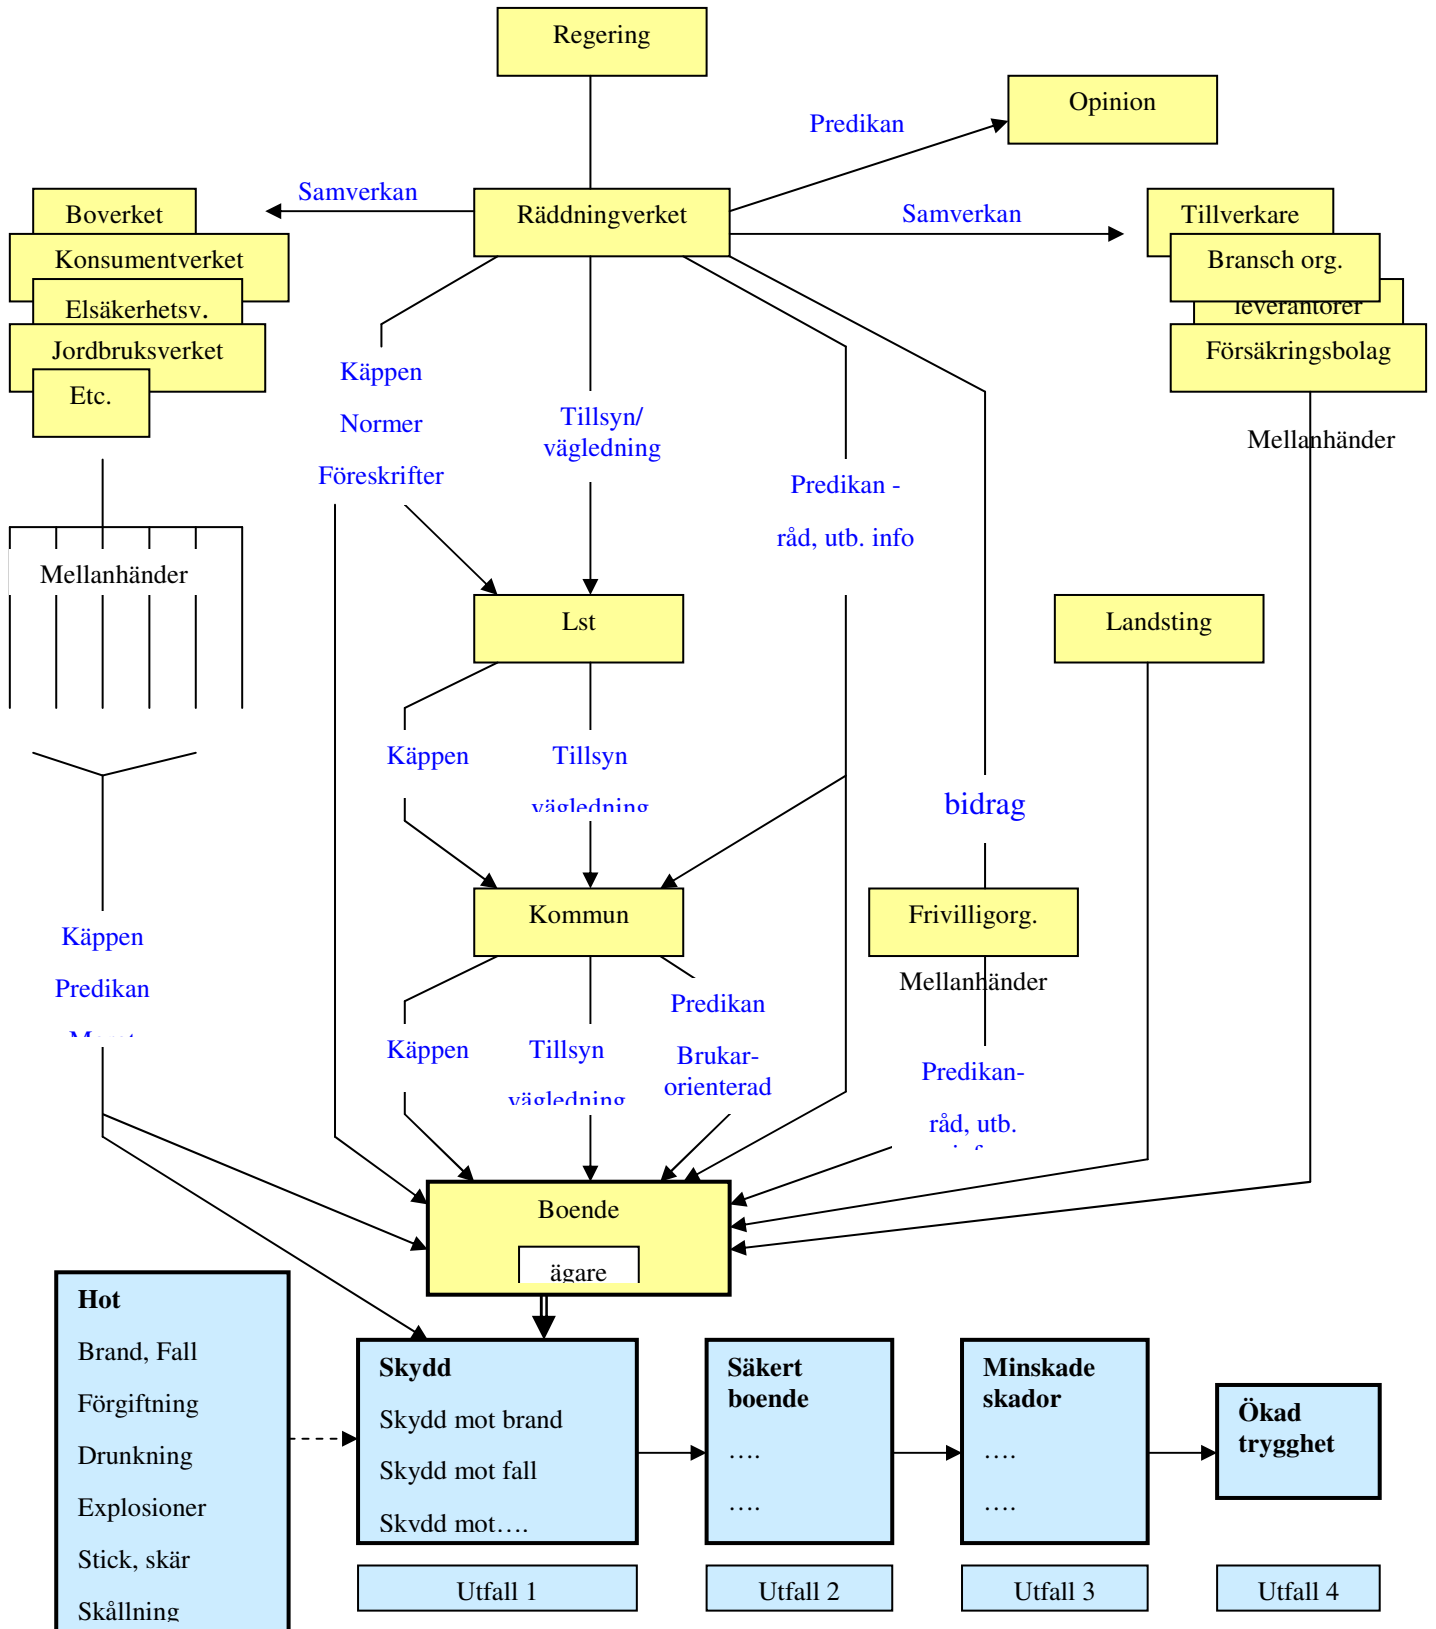 Regering
Opinion
Predikan
Samverkan
Räddningverket
Samverkan
Boverket
Konsumentverket
Elsäkerhetsv.
Jordbruksverket
Etc.
Tillverkare
Bransch org.
leverantörer
Försäkringsbolag
Mellanhänder
Käppen
Normer
Föreskrifter
Tillsyn/
vägledning
Predikan -
råd, utb. info
Mellanhänder
Lst
Landsting
Käppen
Tillsyn
vägledning
bidrag
Kommun
Frivilligorg.
Mellanhänder
Käppen
Predikan
Käppen
Tillsyn
vägledning
Predikan
Brukar-
orienterad
Predikan-
råd, utb.
Boende
ägare
Hot
Brand, Fall
Förgiftning
Drunkning
Explosioner
Stick, skär
Skållning
Skydd
Skydd mot brand
Skydd mot fall
Skydd mot….
Säkert
boende
….
….
Minskade
skador
….
….
Ökad
trygghet
Utfall 1
Utfall 2
Utfall 3
Utfall 4